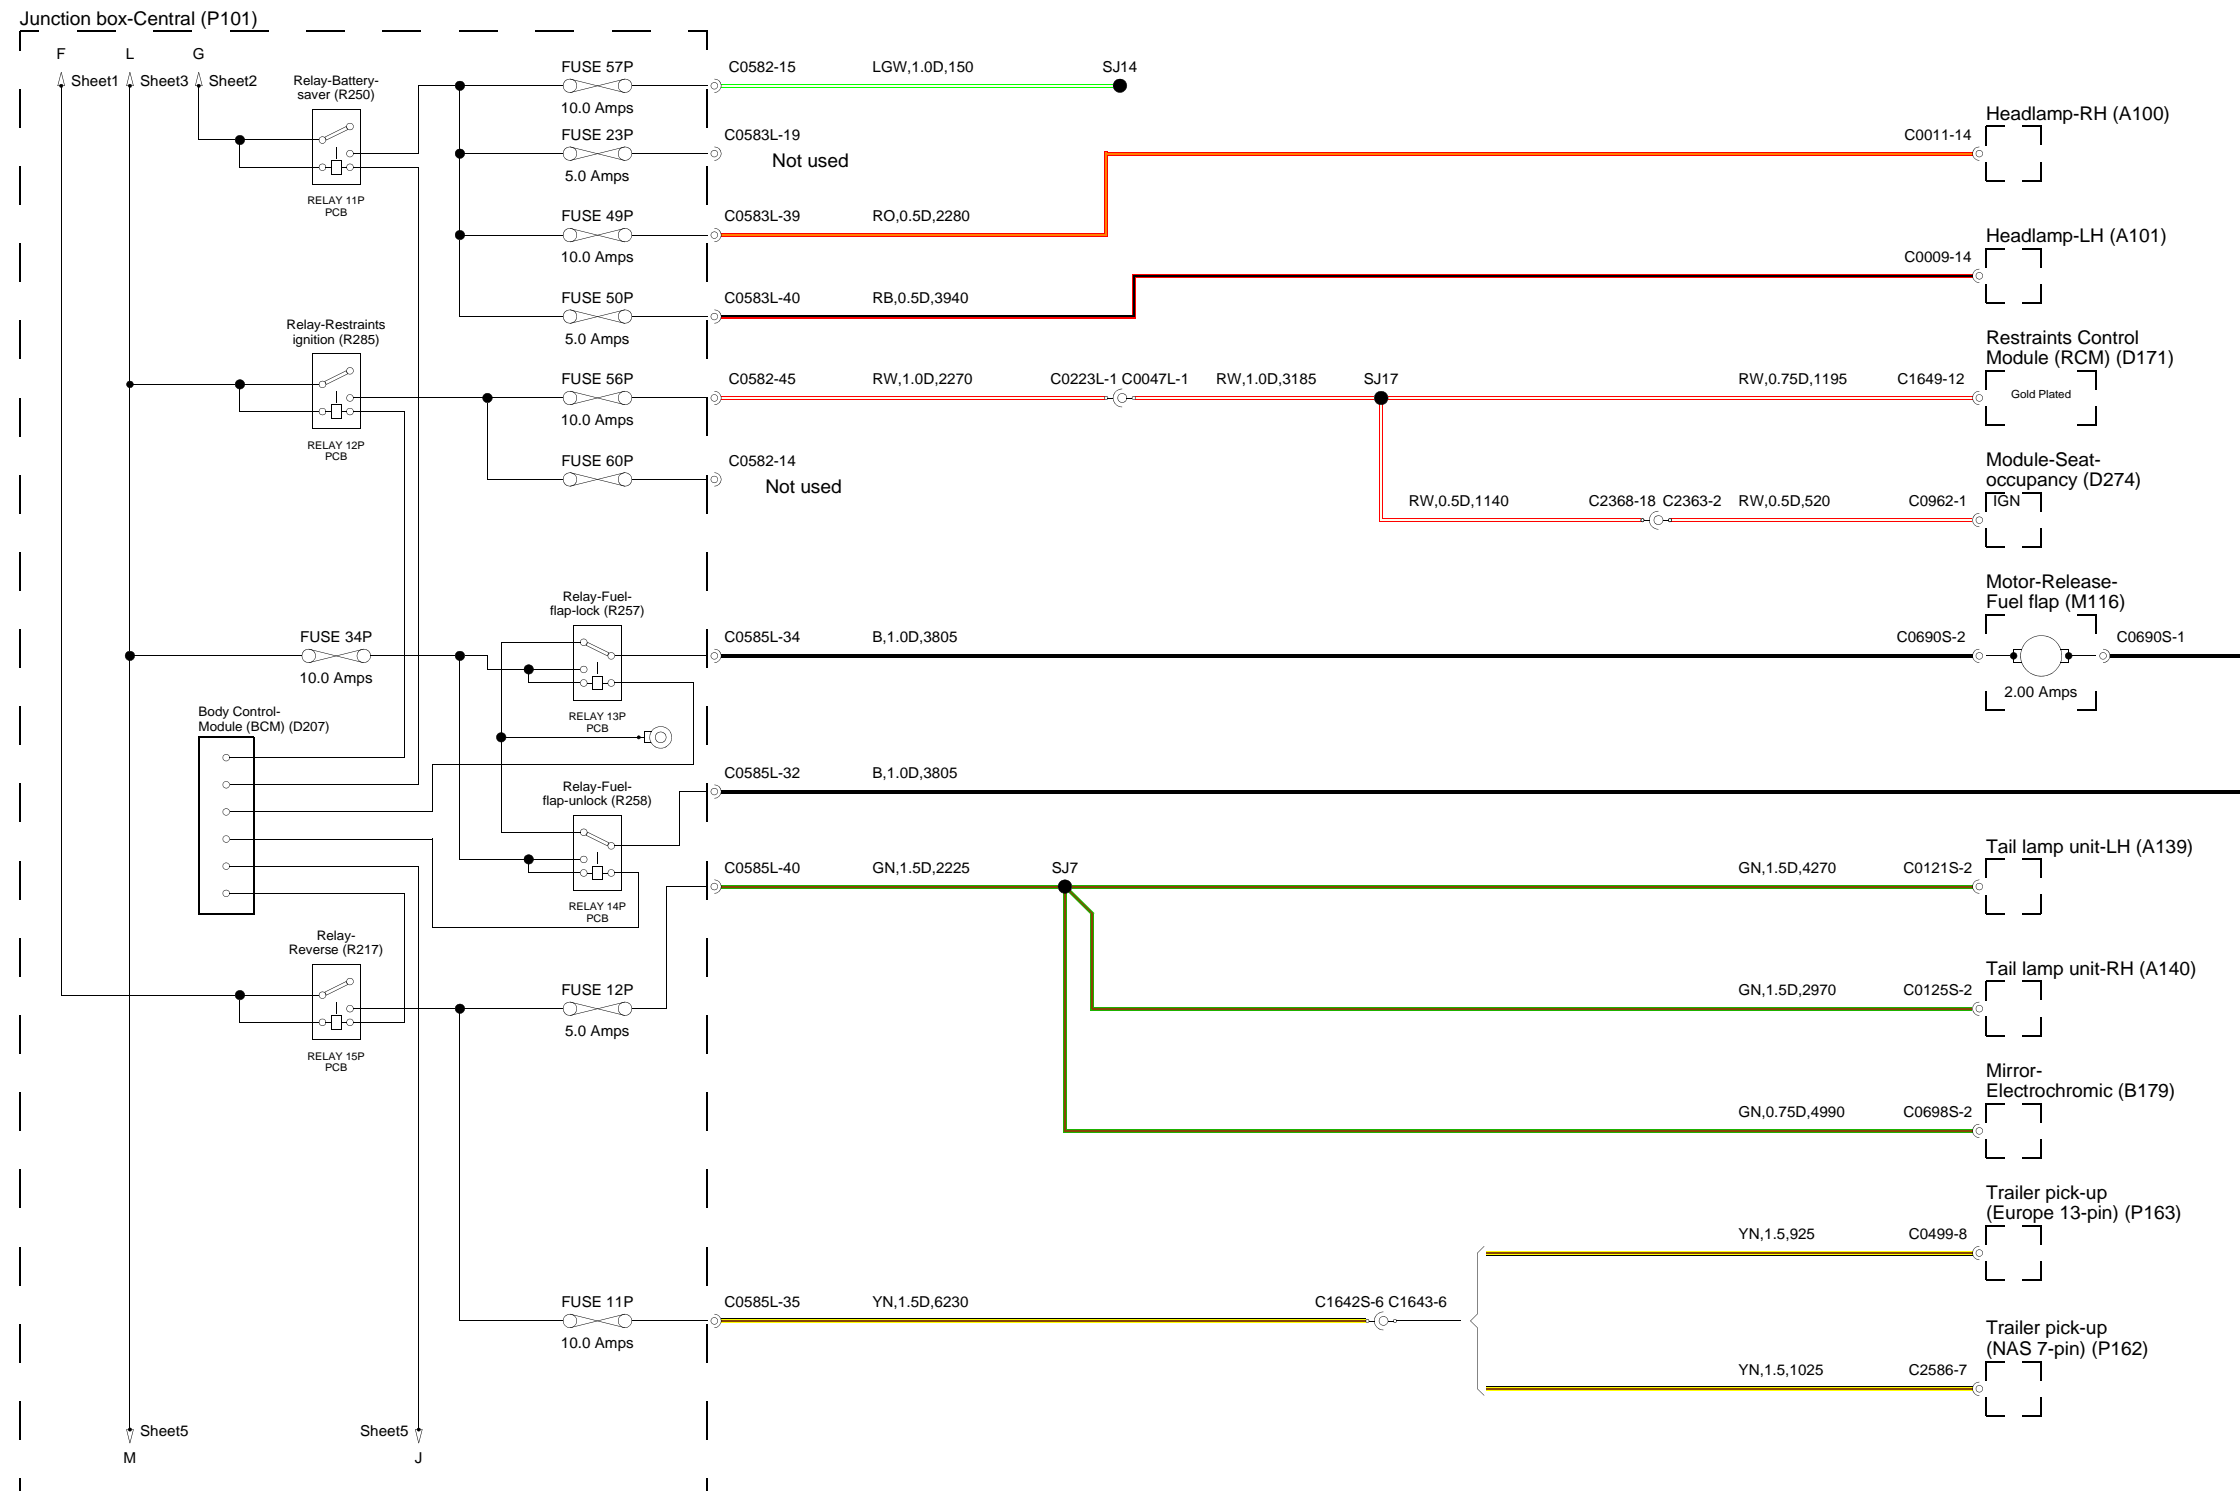 Junction box-Central (P101)
F
L
G
Sheet1
Sheet3
Sheet2
Relay-Battery-
saver (R250)
RELAY 11P
PCB
FUSE 57P
10.0 Amps
C0582-15
LGW,1.0D,150
SJ14
FUSE 23P
5.0 Amps
C0583L-19
Not used
Headlamp-RH (A100)
C0011-14
FUSE 49P
10.0 Amps
C0583L-39
RO,0.5D,2280
Headlamp-LH (A101)
C0009-14
FUSE 50P
5.0 Amps
C0583L-40
RB,0.5D,3940
Relay-Restraints
ignition (R285)
RELAY 12P
PCB
FUSE 56P
10.0 Amps
C0582-45
RW,1.0D,2270
C0223L-1 C0047L-1
RW,1.0D,3185
SJ17
RW,0.75D,1195
C1649-12
Restraints Control
Module (RCM) (D171)
Gold Plated
FUSE 60P
C0582-14
Not used
Module-Seat-
occupancy (D274)
IGN
RW,0.5D,1140
C2368-18 C2363-2
RW,0.5D,520
C0962-1
Relay-Fuel-
flap-lock (R257)
RELAY 13P
PCB
FUSE 34P
10.0 Amps
C0585L-34
B,1.0D,3805
Motor-Release-
Fuel flap (M116)
C0690S-2
C0690S-1
2.00 Amps
Body Control-
Module (BCM) (D207)
Relay-Fuel-
flap-unlock (R258)
RELAY 14P
PCB
C0585L-32
B,1.0D,3805
C0585L-40
GN,1.5D,2225
SJ7
GN,1.5D,4270
C0121S-2
Tail lamp unit-LH (A139)
Relay-
Reverse (R217)
RELAY 15P
PCB
FUSE 12P
5.0 Amps
Tail lamp unit-RH (A140)
GN,1.5D,2970
C0125S-2
Mirror-
Electrochromic (B179)
GN,0.75D,4990
C0698S-2
Trailer pick-up
(Europe 13-pin) (P163)
YN,1.5,925
C0499-8
FUSE 11P
10.0 Amps
C0585L-35
YN,1.5D,6230
C1642S-6 C1643-6
Trailer pick-up
(NAS 7-pin) (P162)
YN,1.5,1025
C2586-7
Sheet5
M
Sheet5
J